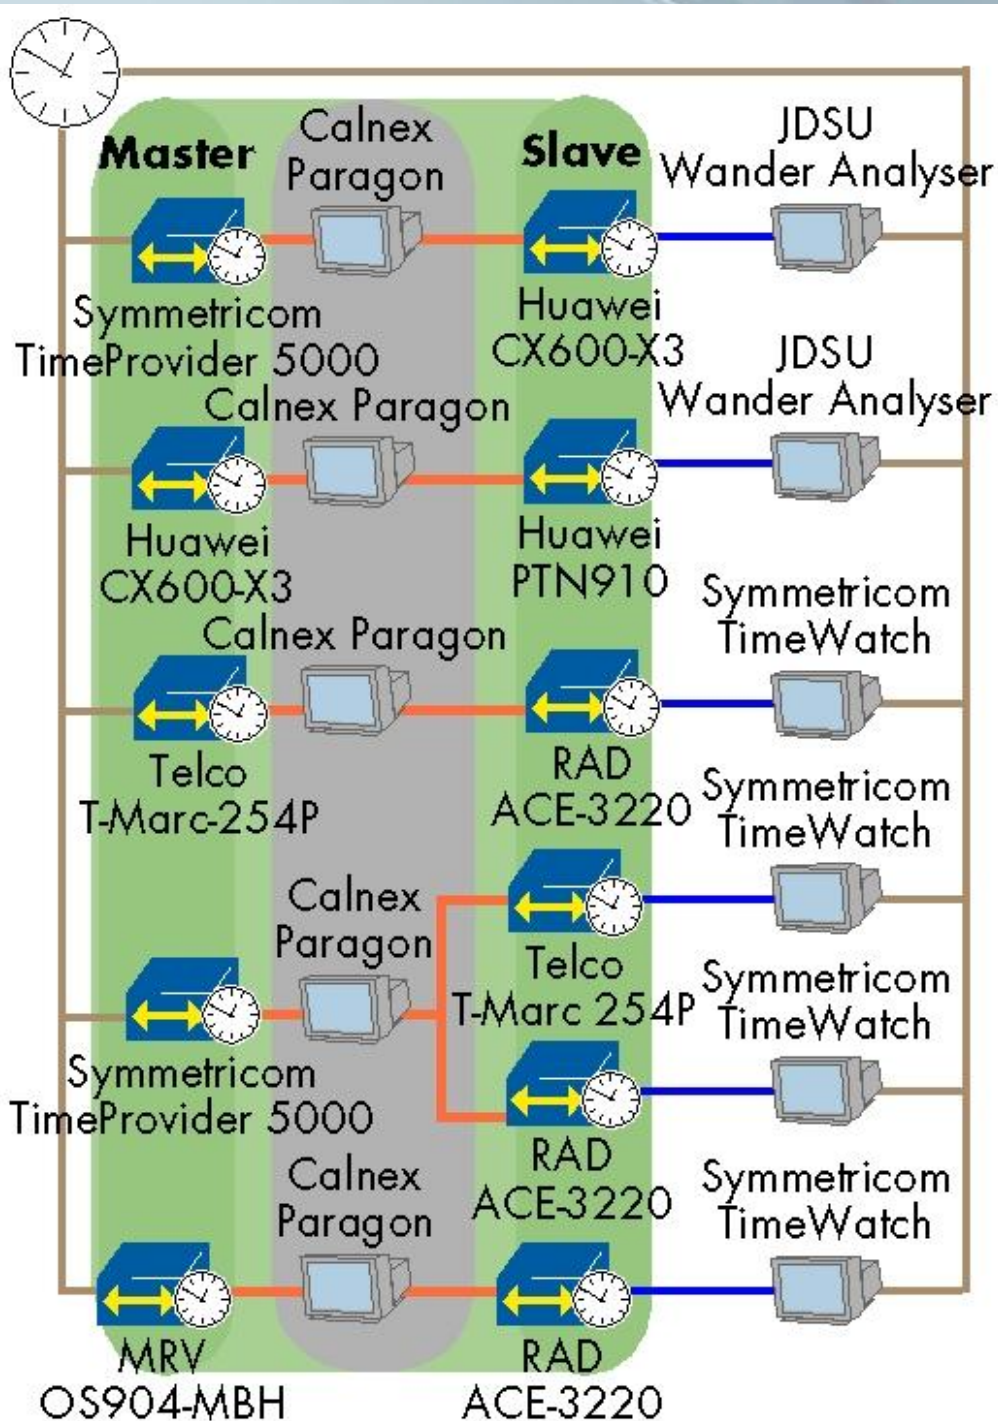 Master
Calnex
Paragon
Slave
JDSU
Wander Analyser
Symmetricom
TimeProvider 5000
Huawei
CX600-X3
Calnex Paragon
JDSU
Wander Analyser
Huawei
CX600-X3
Huawei
PTN910
Calnex Paragon
Symmetricom
TimeWatch
Telco
T-Marc-254P
RAD
ACE-3220
Symmetricom
TimeWatch
Calnex
Paragon
Telco
T-Marc 254P
Symmetricom
TimeWatch
Symmetricom
TimeProvider 5000
RAD
ACE-3220
Calnex
Paragon
Symmetricom
TimeWatch
MRV
OS904-MBH
RAD
ACE-3220